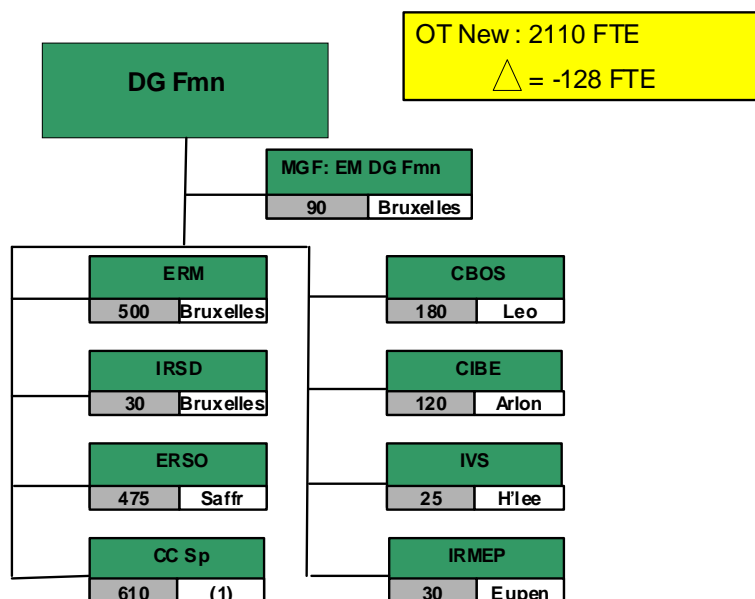 OT New : 2110 FTE
= -128 FTE
DG Fmn
MGF: EM DG Fmn
90 Bruxelles
ERM
500 Bruxelles
CBOS
180 Leo
IRSD
30 Bruxelles
CIBE
120 Arlon
ERSO
475 Saffr
IVS
25 H'lee
CC Sp
610 (1)
IRMEP
30 Eupen